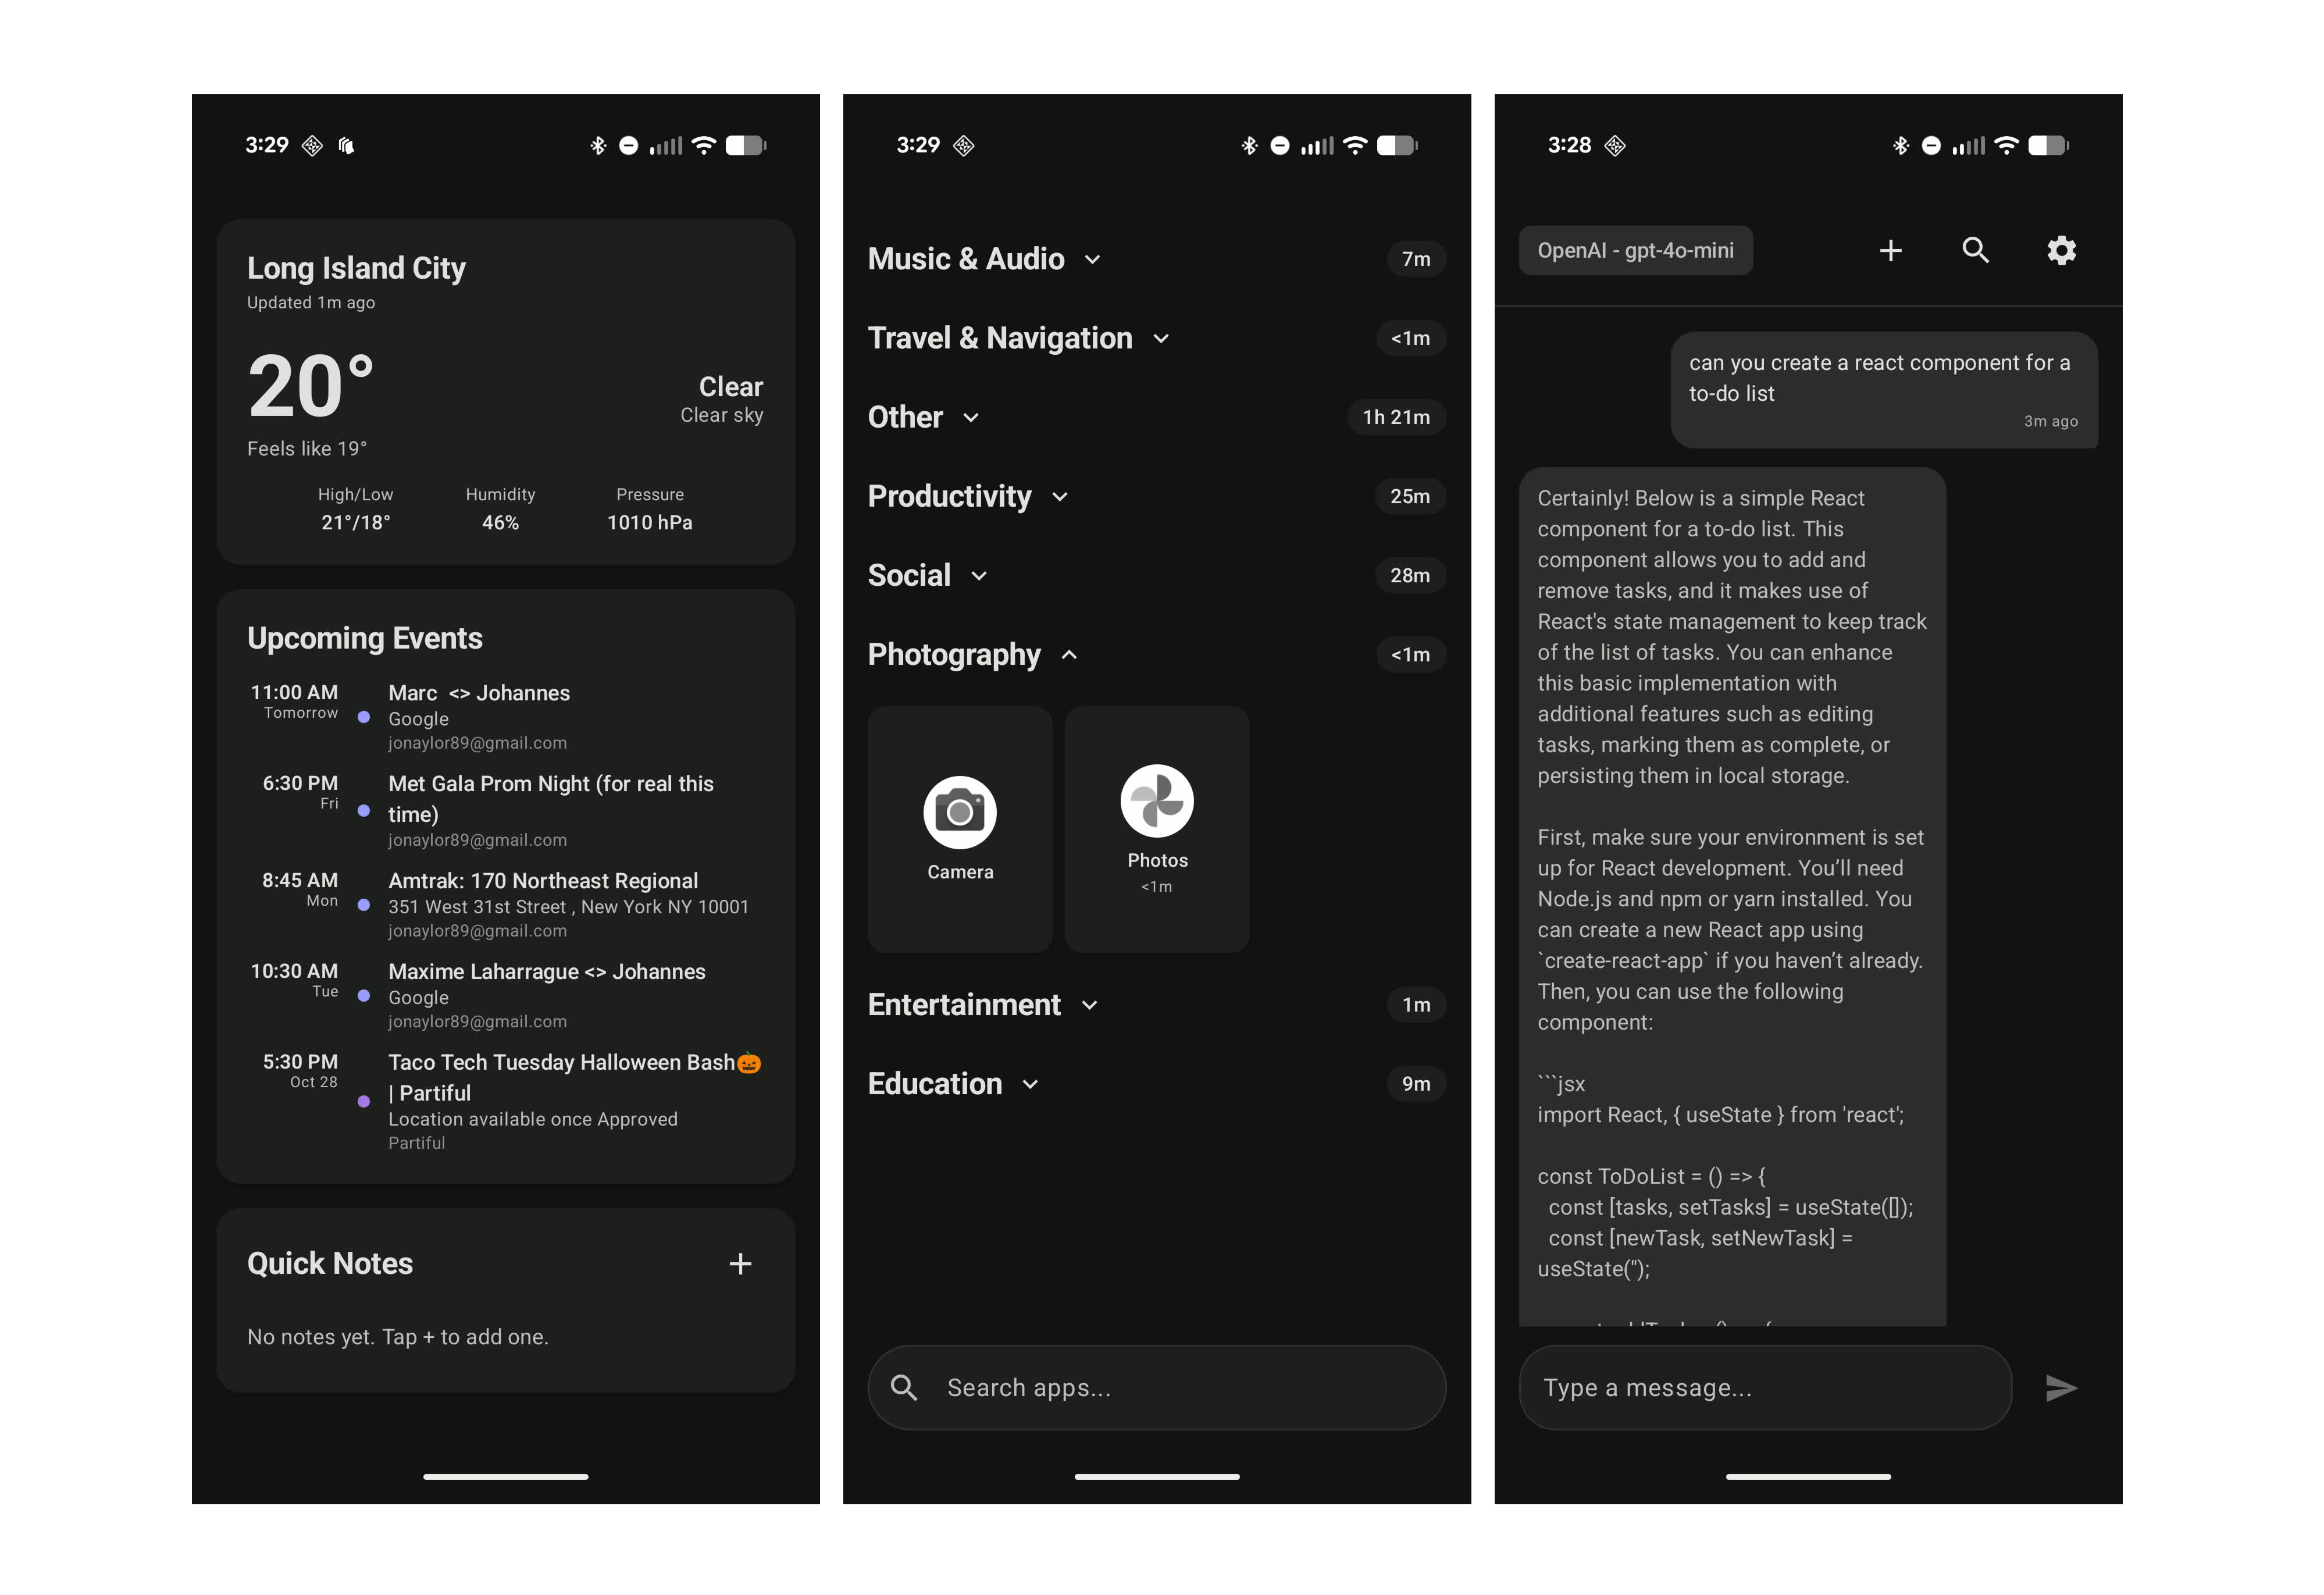 3:29
Long Island City
Updated 1m ago
20°
Clear
Clear sky
Feels like 19°
High/Low
Humidity
Pressure
21°/18°
46%
1010 hPa
Upcoming Events
11:00 AM
Tomorrow
Marc  <> Johannes
Google
jonaylor89@gmail.com
6:30 PM
Fri
Met Gala Prom Night (for real this
time)
jonaylor89@gmail.com
8:45 AM
Mon
Amtrak: 170 Northeast Regional
351 West 31st Street , New York NY 10001
jonaylor89@gmail.com
10:30 AM
Tue
Maxime Laharrague <> Johannes
Google
jonaylor89@gmail.com
5:30 PM
Oct 28
Taco Tech Tuesday Halloween Bash🎃
| Partiful
Location available once Approved
Partiful
Quick Notes
+
No notes yet. Tap + to add one.
3:29
Music & Audio
7m
Travel & Navigation
<1m
Other
1h 21m
Productivity
25m
Social
28m
Photography
<1m
Camera
Photos
<1m
Entertainment
1m
Education
9m
Search apps...
3:28
OpenAI - gpt-4o-mini
+
can you create a react component for a
to-do list
3m ago
Certainly! Below is a simple React
component for a to-do list. This
component allows you to add and
remove tasks, and it makes use of
React's state management to keep track
of the list of tasks. You can enhance
this basic implementation with
additional features such as editing
tasks, marking them as complete, or
persisting them in local storage.
First, make sure your environment is set
up for React development. You’ll need
Node.js and npm or yarn installed. You
can create a new React app using
`create-react-app` if you haven’t already.
Then, you can use the following
component:
```jsx
import React, { useState } from 'react';
const ToDoList = () => {
  const [tasks, setTasks] = useState([]);
  const [newTask, setNewTask] =
useState('');
Type a message...